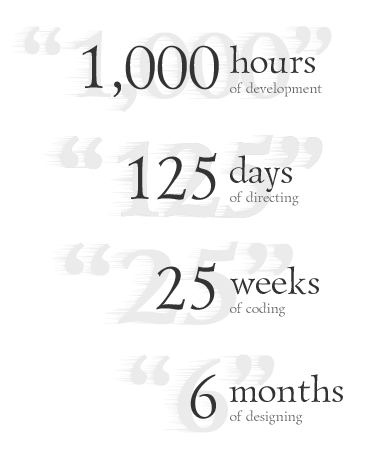 1,000 hours
of development
125 days
of directing
25 weeks
of coding
6 months
of designing